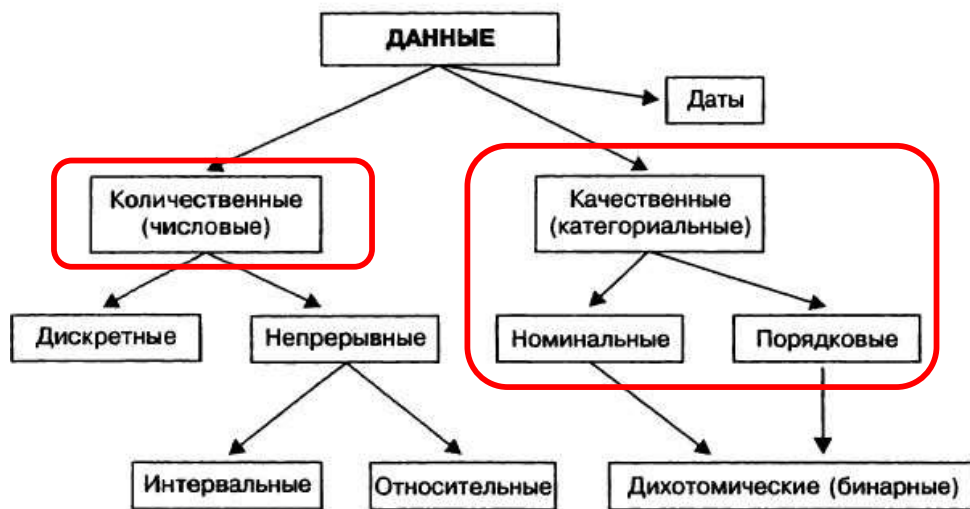 ДАННЫЕ
Даты
Количественные
(числовые)
Качественные
(категориальные)
Дискретные
Непрерывные
Номинальные
Порядковые
Интервальные
Относительные
Дихотомические (бинарные)